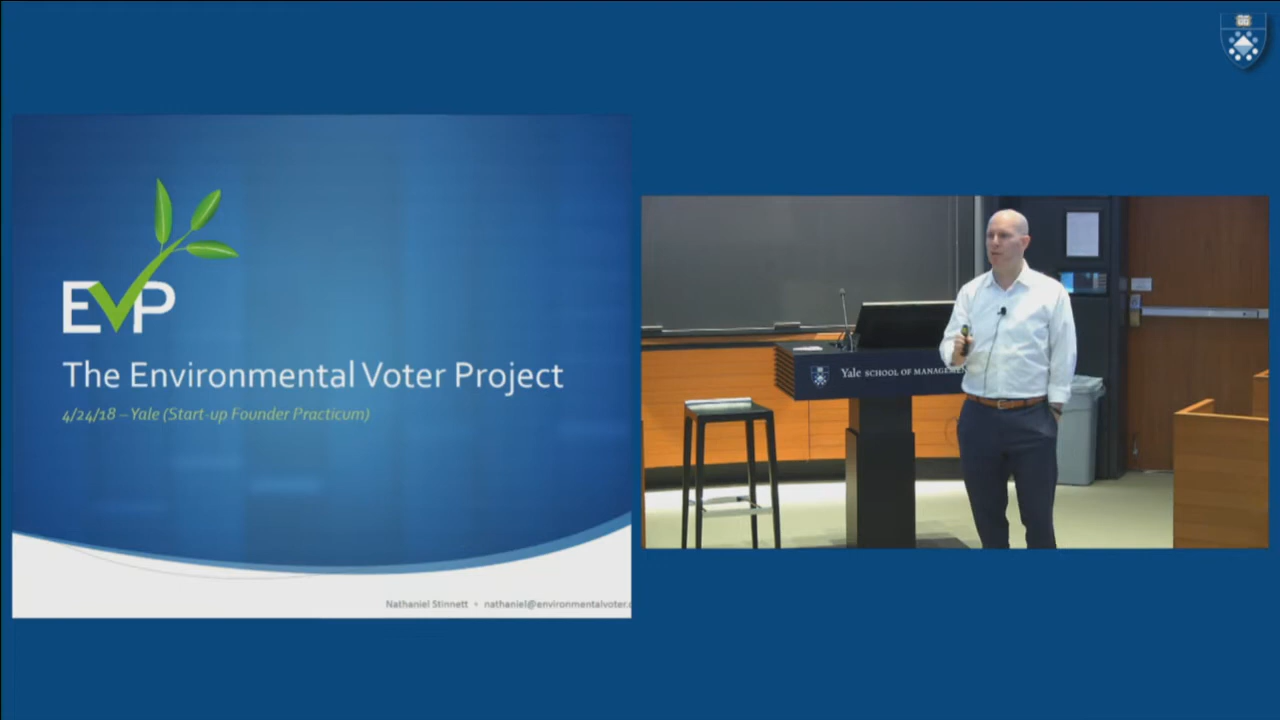 EVP
The Environmental Voter Project
4/24/18 – Yale (Start-up Founder Practicum)
Nathaniel Stinnett • nathaniel@environmentalvoter.
Yale SCHOOL OF MANAGEMENT